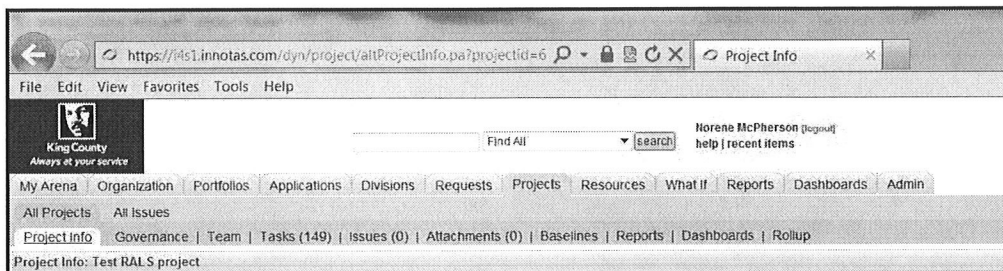 https://i4s1.innotas.com/dyn/project/altProjectInfo.pa?projectid=6 Project Info
File Edit View Favorites Tools Help
King County
Always at your service
Find All search
Norene McPherson [logout]
help | recent items
My Arena Organization Portfolios Applications Divisions Requests Projects Resources What If Reports Dashboards Admin
All Projects All Issues
Project Info Governance | Team | Tasks (149) | Issues (0) | Attachments (0) | Baselines | Reports | Dashboards | Rollup
Project Info: Test RALS project